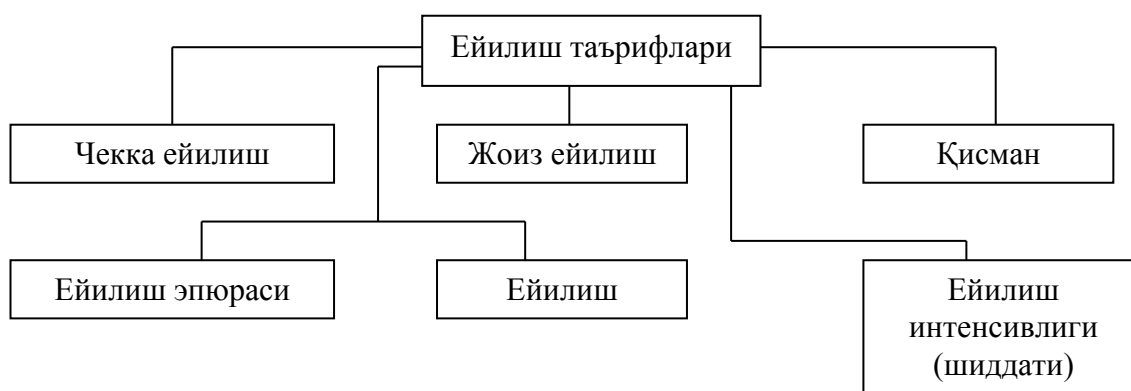 Ейилиш таърифлари
Чекка ейилиш
Жоиз ейилиш
Қисман
Ейилиш эпюраси
Ейилиш
Ейилиш
интенсивлиги
(шиддати)